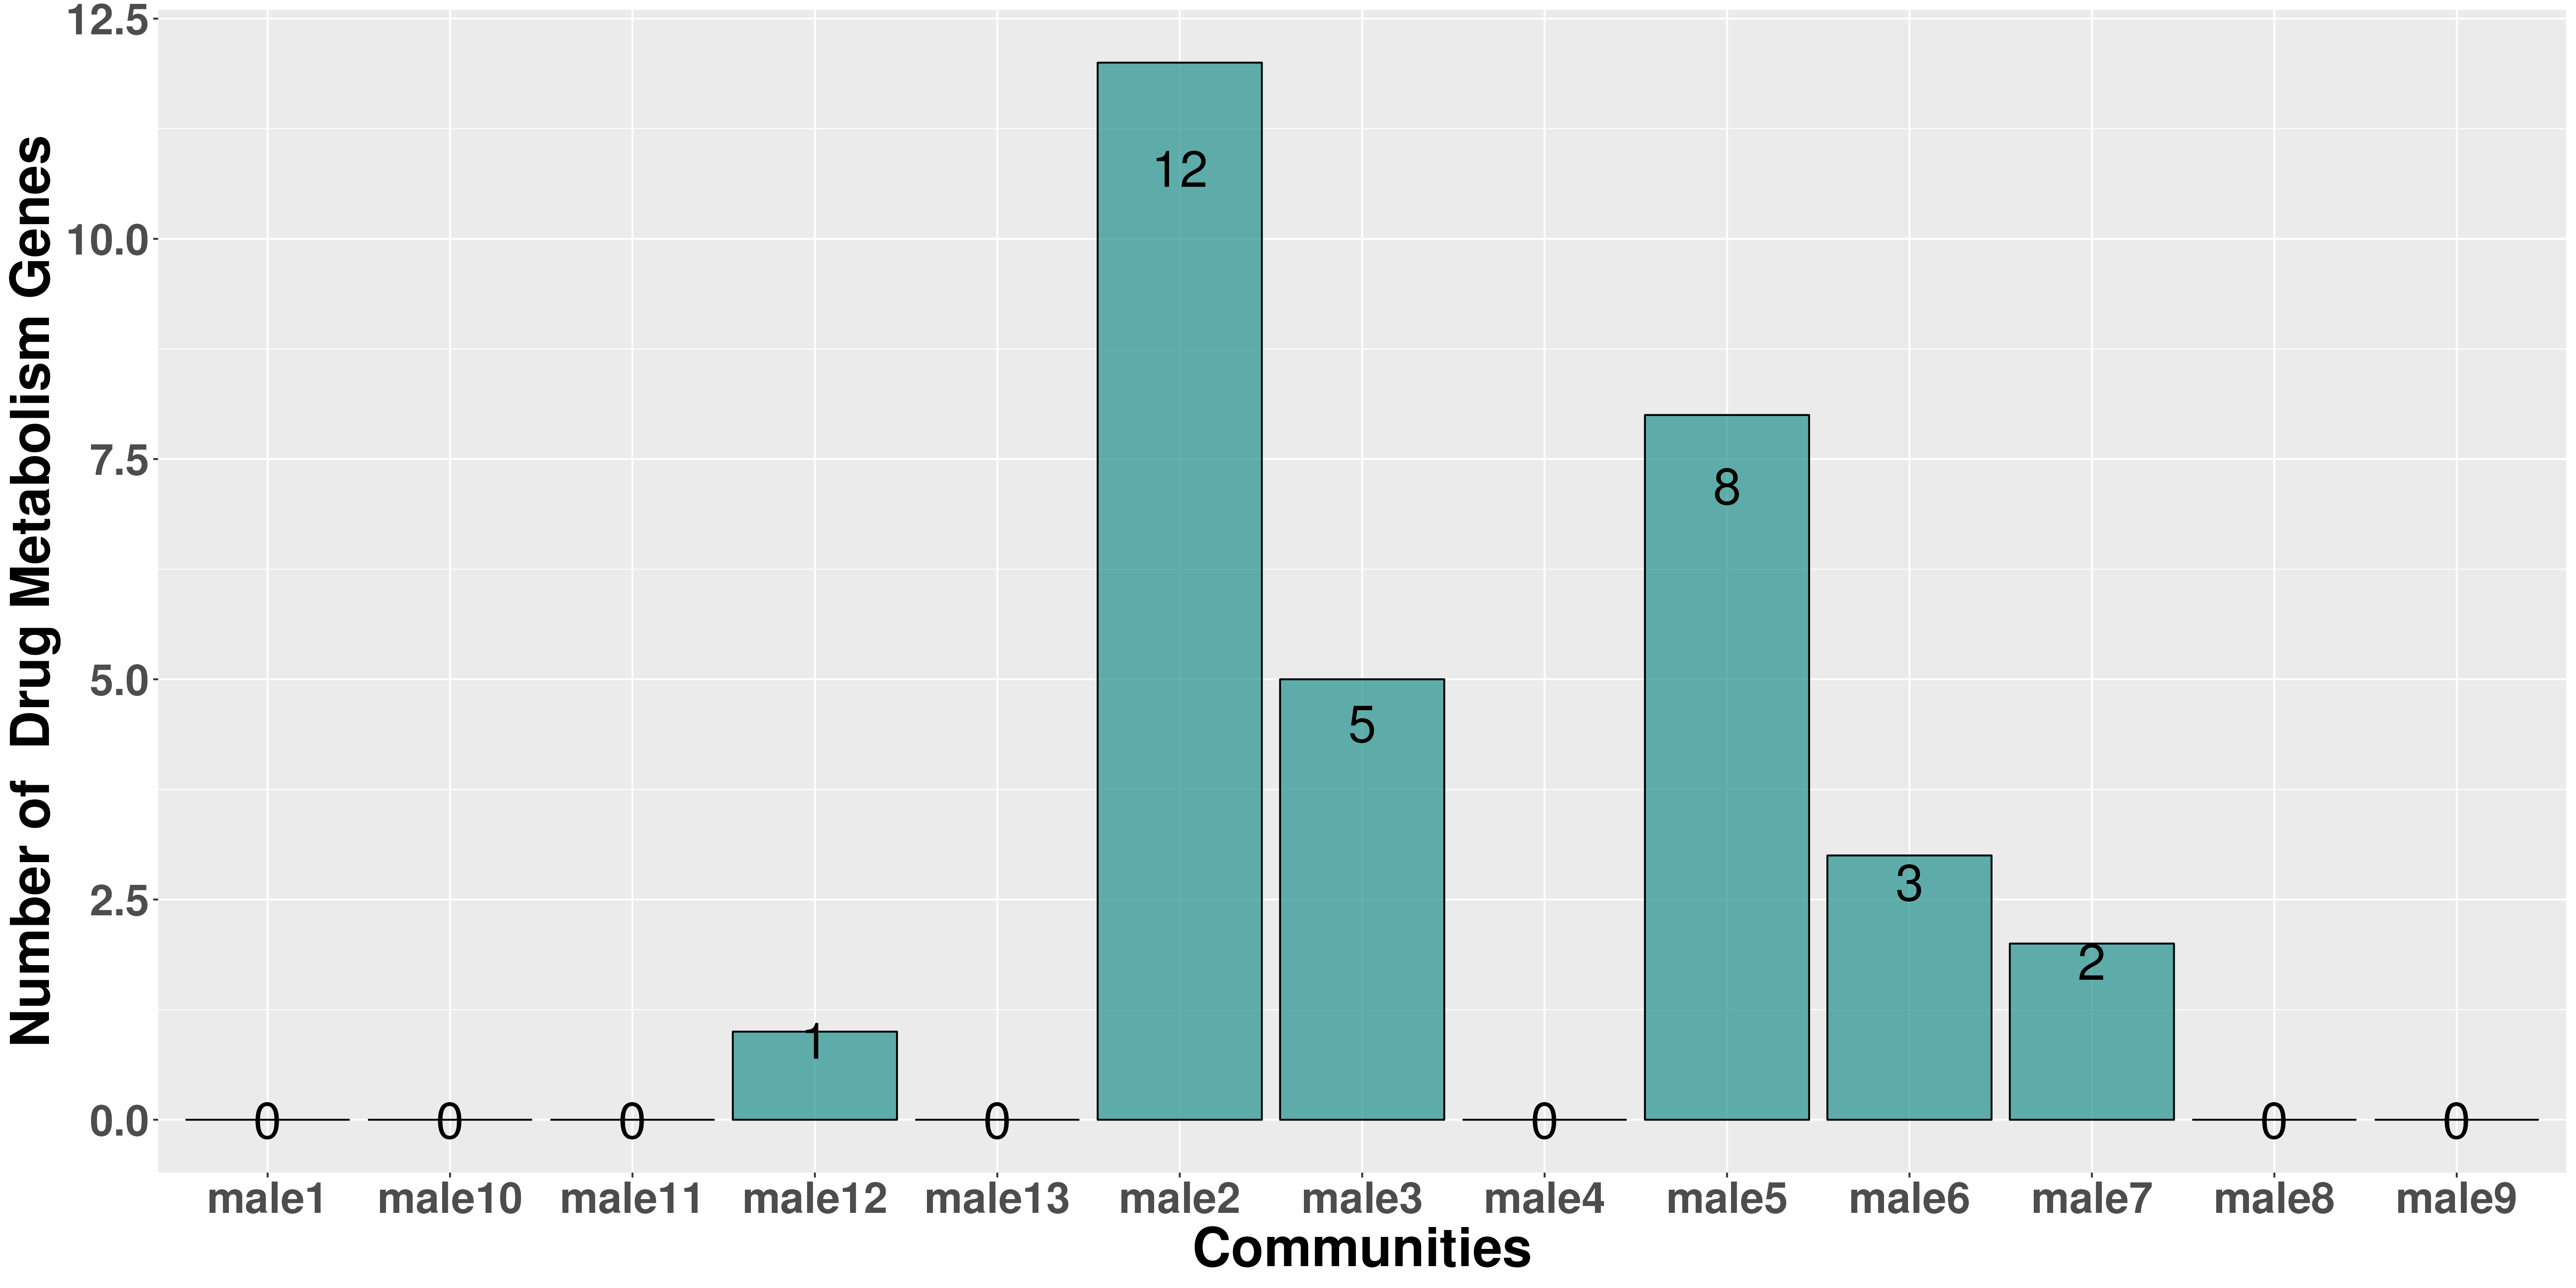 Number of  Drug Metabolism Genes
12.5
10.0
7.5
5.0
2.5
0.0
0 0 0 1 0 12 5 0 8 3 2 0 0
male1 male10 male11 male12 male13 male2 male3 male4 male5 male6 male7 male8 male9
Communities